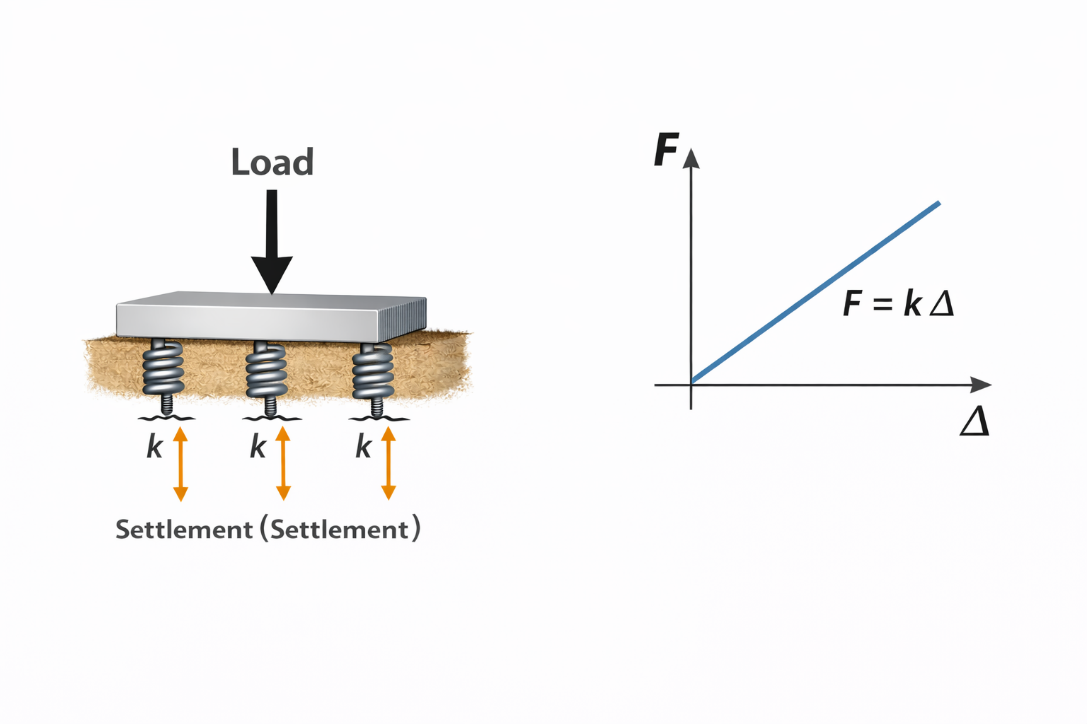 Load
k k k
Settlement (Settlement)
F
F = k Δ
Δ